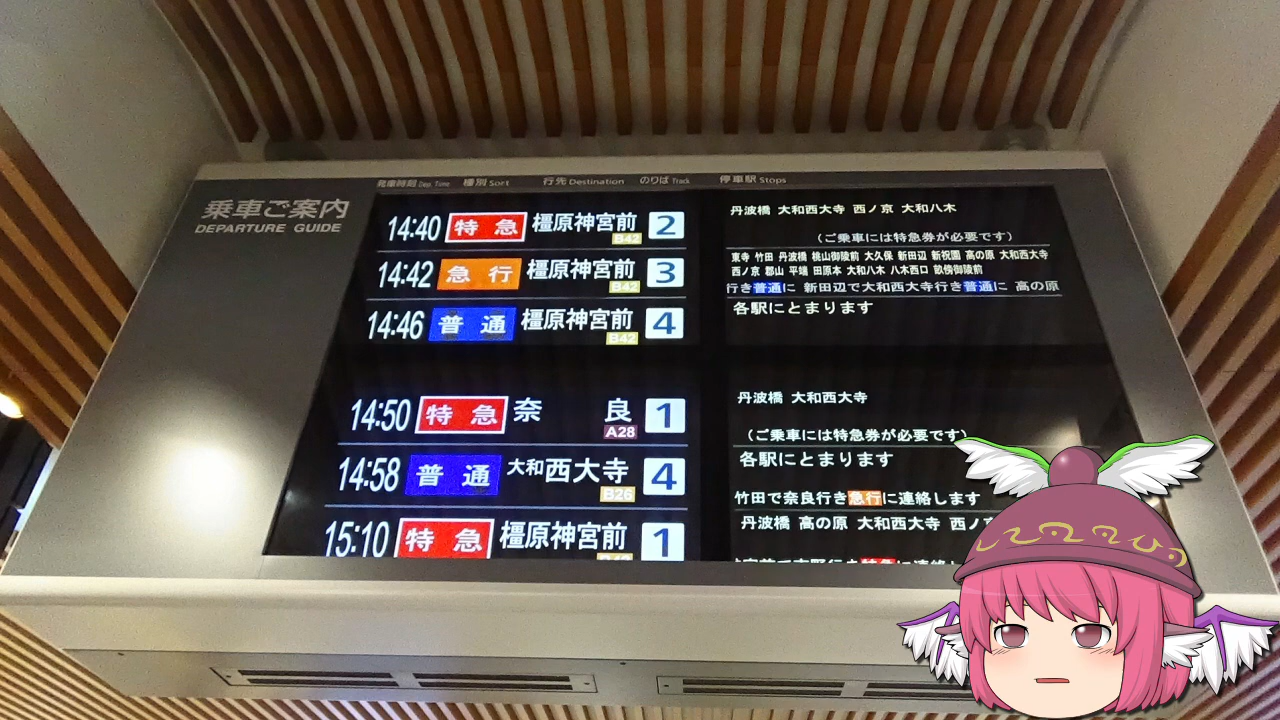 乗車ご案内
DEPARTURE GUIDE
発車時刻 Dep. Time 種別 Sort 行先 Destination のりば Track 停車駅 Stops
14:40 特急 橿原神宮前 B42 2
丹波橋 大和西大寺 西ノ京 大和八木
(ご乗車には特急券が必要です)
14:42 急行 橿原神宮前 B42 3
東寺 竹田 丹波橋 桃山御陵前 大久保 新田辺 新祝園 高の原 大和西大寺
西ノ京 郡山 平端 田原本 大和八木 八木西口 畝傍御陵前
行き普通に 新田辺で大和西大寺行き普通に 高の原
14:46 普通 橿原神宮前 B42 4
各駅にとまります
14:50 特急 奈良 A28 1
丹波橋 大和西大寺
(ご乗車には特急券が必要です)
14:58 普通 大和西大寺 B26 4
各駅にとまります
竹田で奈良行き急行に連絡します
15:10 特急 橿原神宮前 1
丹波橋 高の原 大和西大寺 西ノ